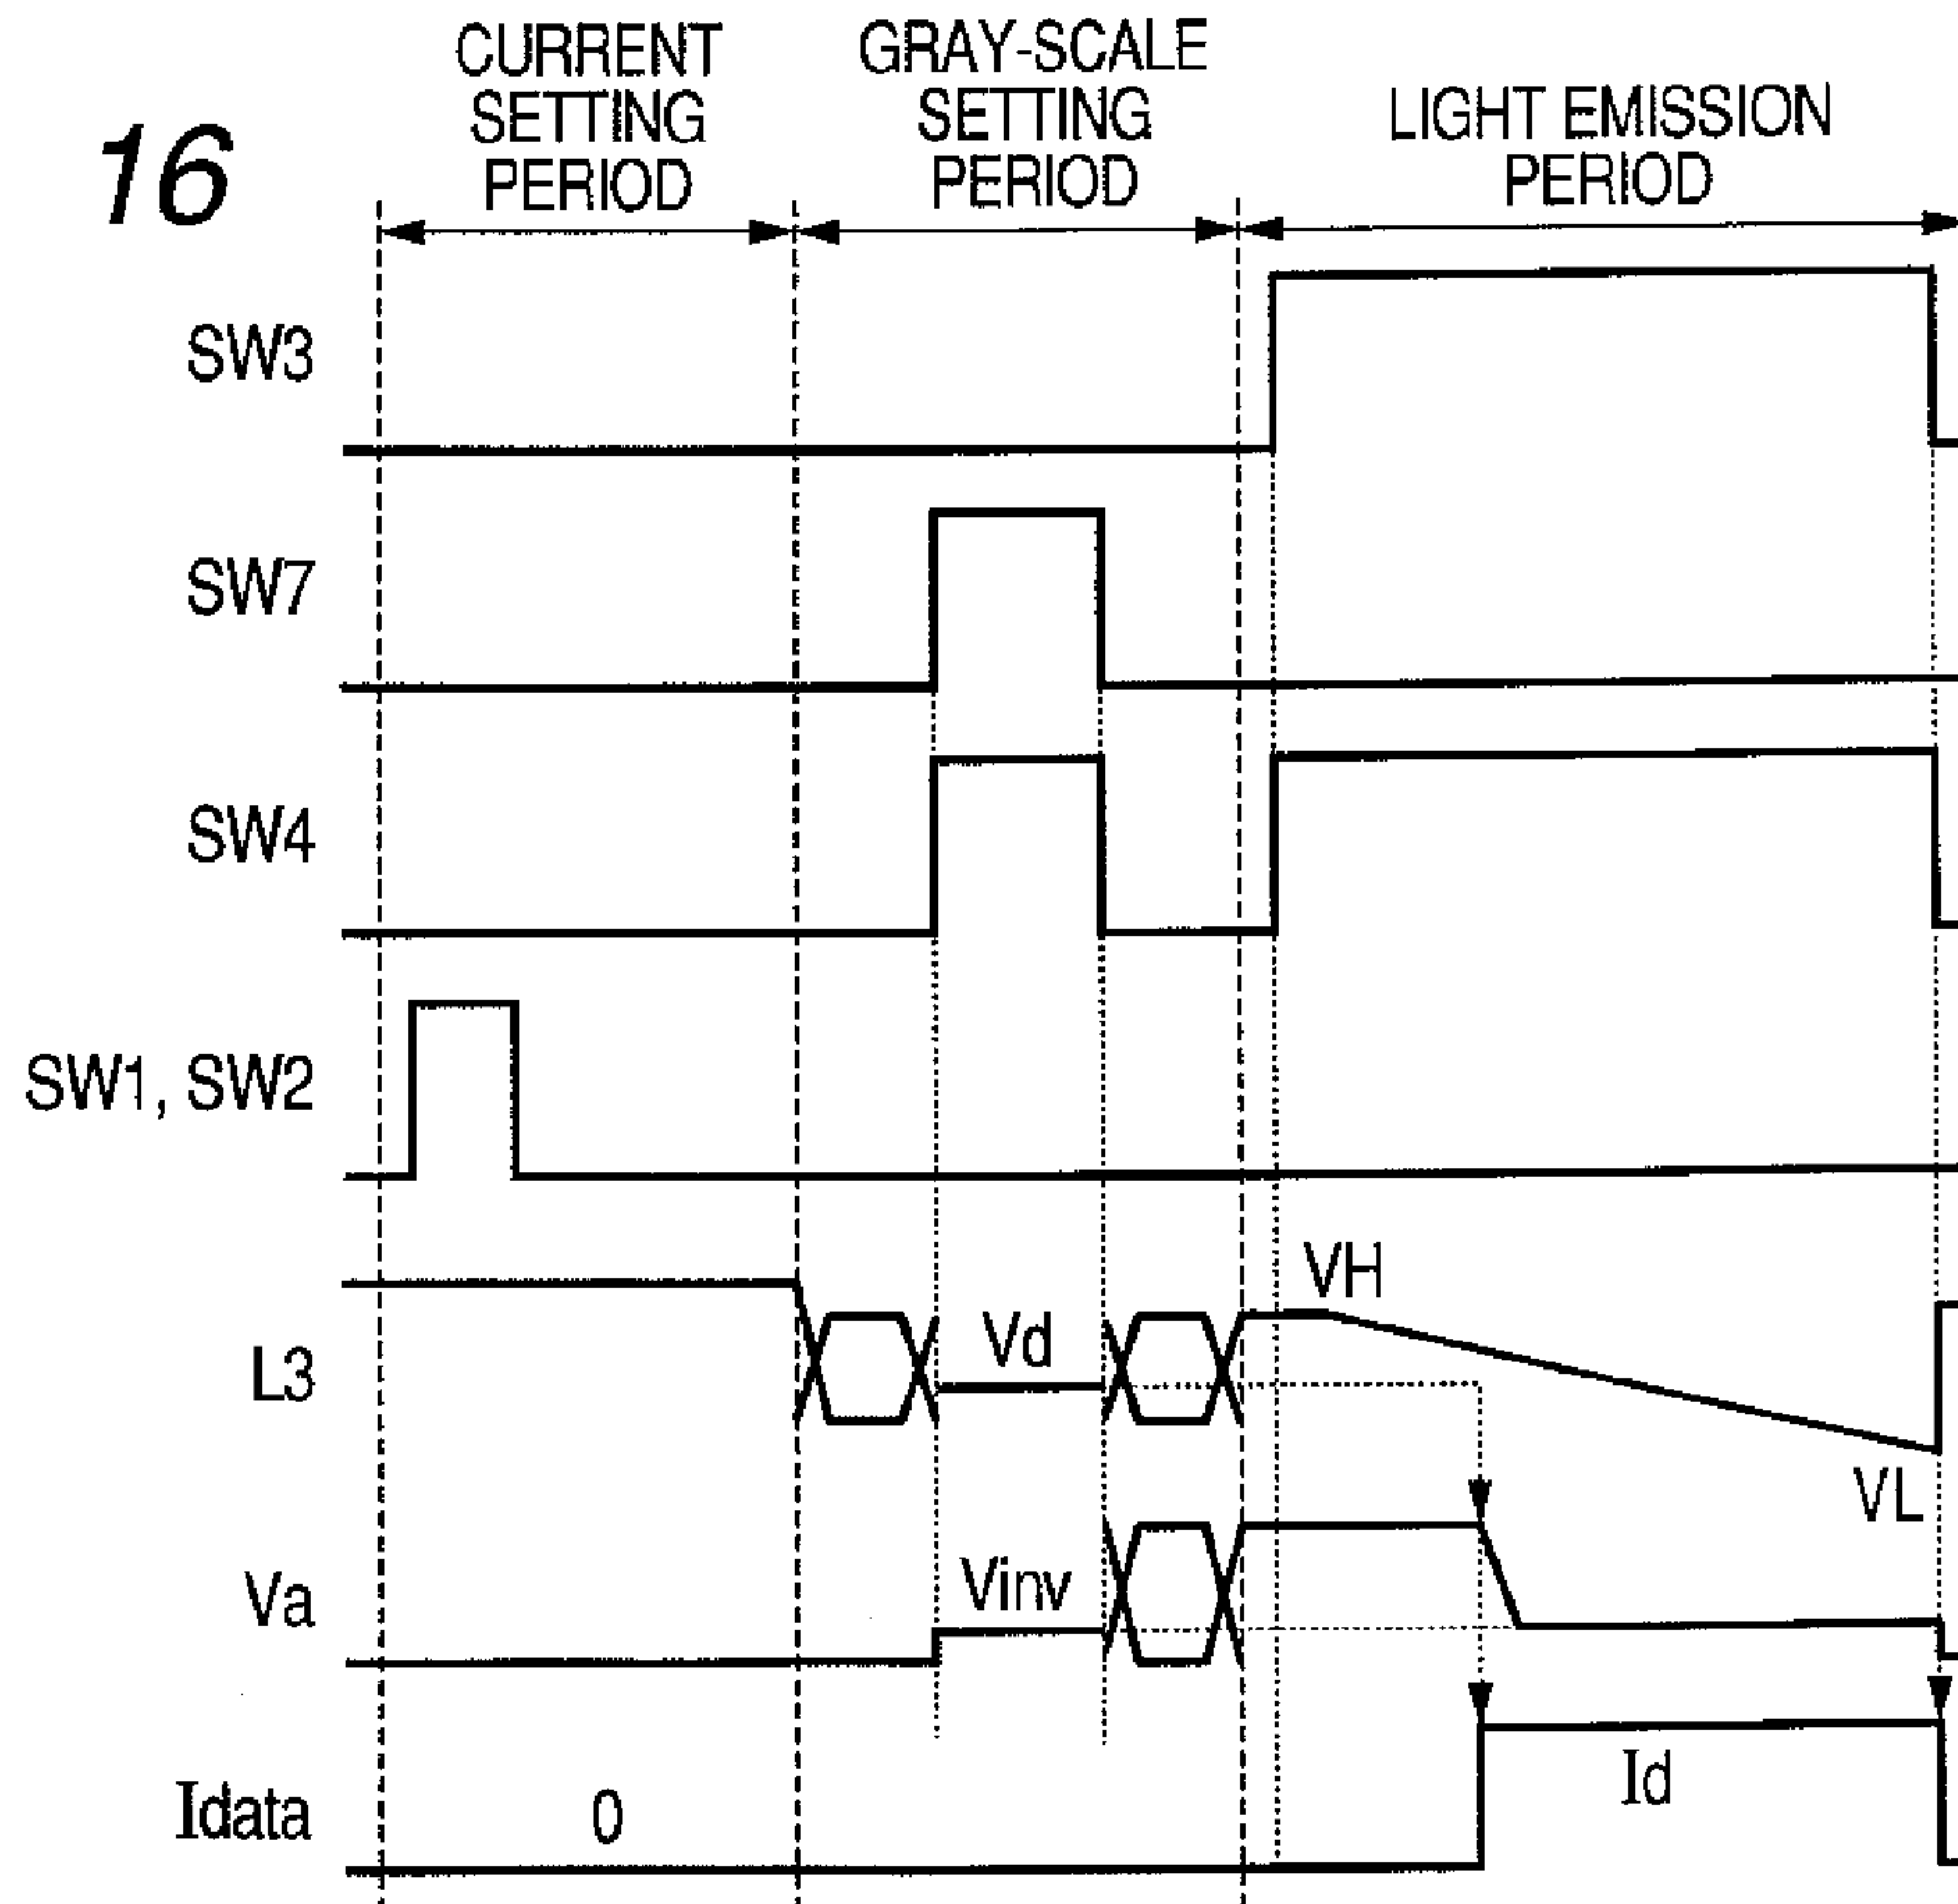 16
CURRENT
SETTING
PERIOD
GRAY-SCALE
SETTING
PERIOD
LIGHT EMISSION
PERIOD
SW3
SW7
SW4
SW1, SW2
L3
Vd
VH
VL
Va
Vinv
Idata
0
Id